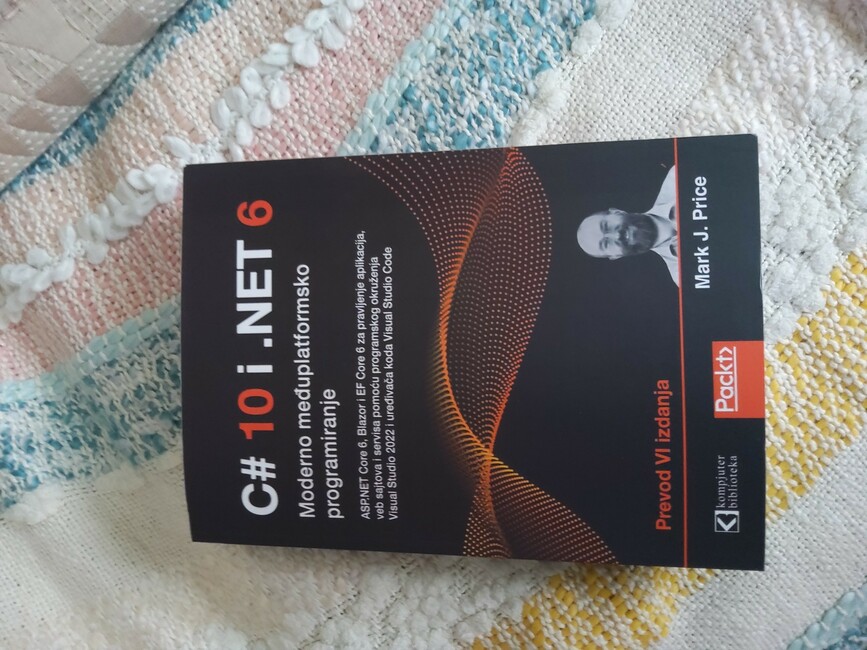 C# 10 i .NET 6
Moderno međuplatformsko
programiranje
ASP.NET Core 6, Blazor i EF Core 6 za pravljenje aplikacija,
veb sajtova i servisa pomoću programskog okruženja
Visual Studio 2022 i uređivača koda Visual Studio Code
Prevod VI izdanja
Mark J. Price
kompjuter
biblioteka
Packt>